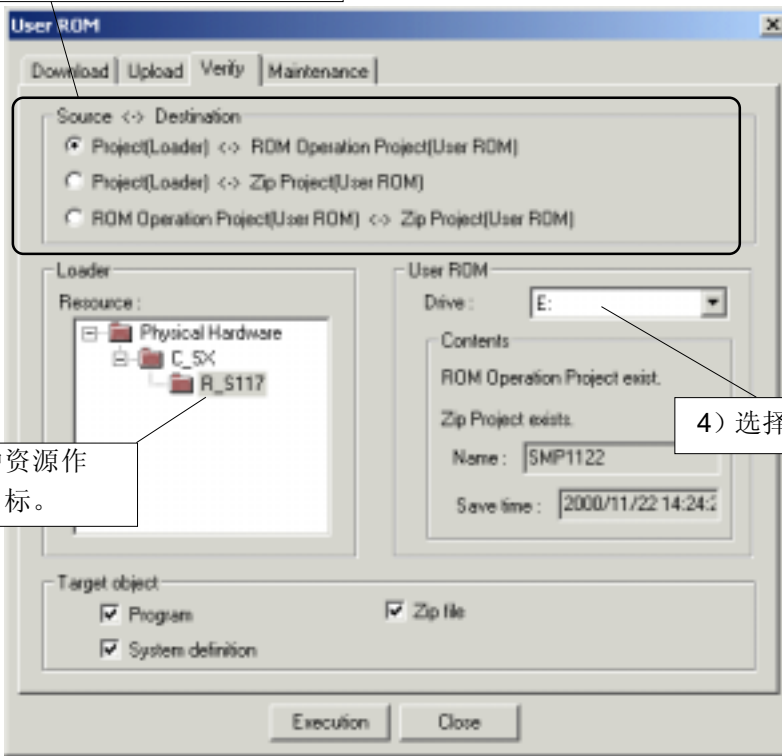 User ROM
Download Upload Verify Maintenance
Source <-> Destination
Project(Loader) <-> ROM Operation Project(User ROM)
Project(Loader) <-> Zip Project(User ROM)
ROM Operation Project(User ROM) <-> Zip Project(User ROM)
Loader
Resource :
Physical Hardware
C_SX
R_S117
资源作
标。
User ROM
Drive : E:
Contents
ROM Operation Project exist.
Zip Project exists.
4）选择
Name : SMP1122
Save time : 2000/11/22 14:24:2
Target object
Program
Zip file
System definition
Execution Close